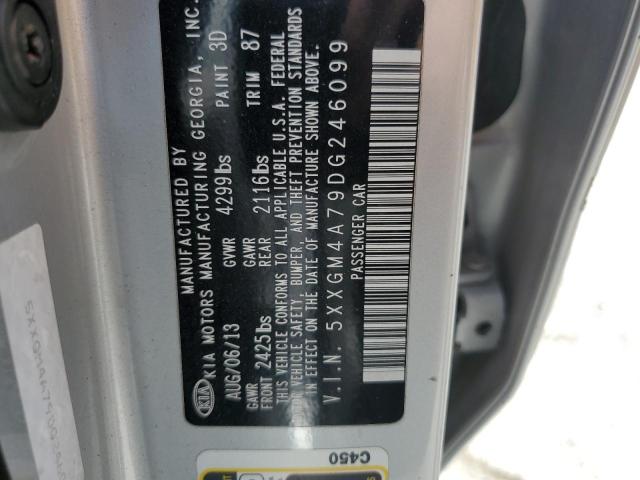 MANUFACTURED BY
KIA KIA MOTORS MANUFACTURING GEORGIA, INC.
AUG/06/13 GVWR 4299lbs PAINT 3D
GAWR FRONT 2425lbs GAWR REAR 2116lbs TRIM 87
THIS VEHICLE CONFORMS TO ALL APPLICABLE U.S.A. FEDERAL
VEHICLE SAFETY, BUMPER, AND THEFT PREVENTION STANDARDS
IN EFFECT ON THE DATE OF MANUFACTURE SHOWN ABOVE.
V.I.N. 5XXGM4A79DG246099
PASSENGER CAR
C450